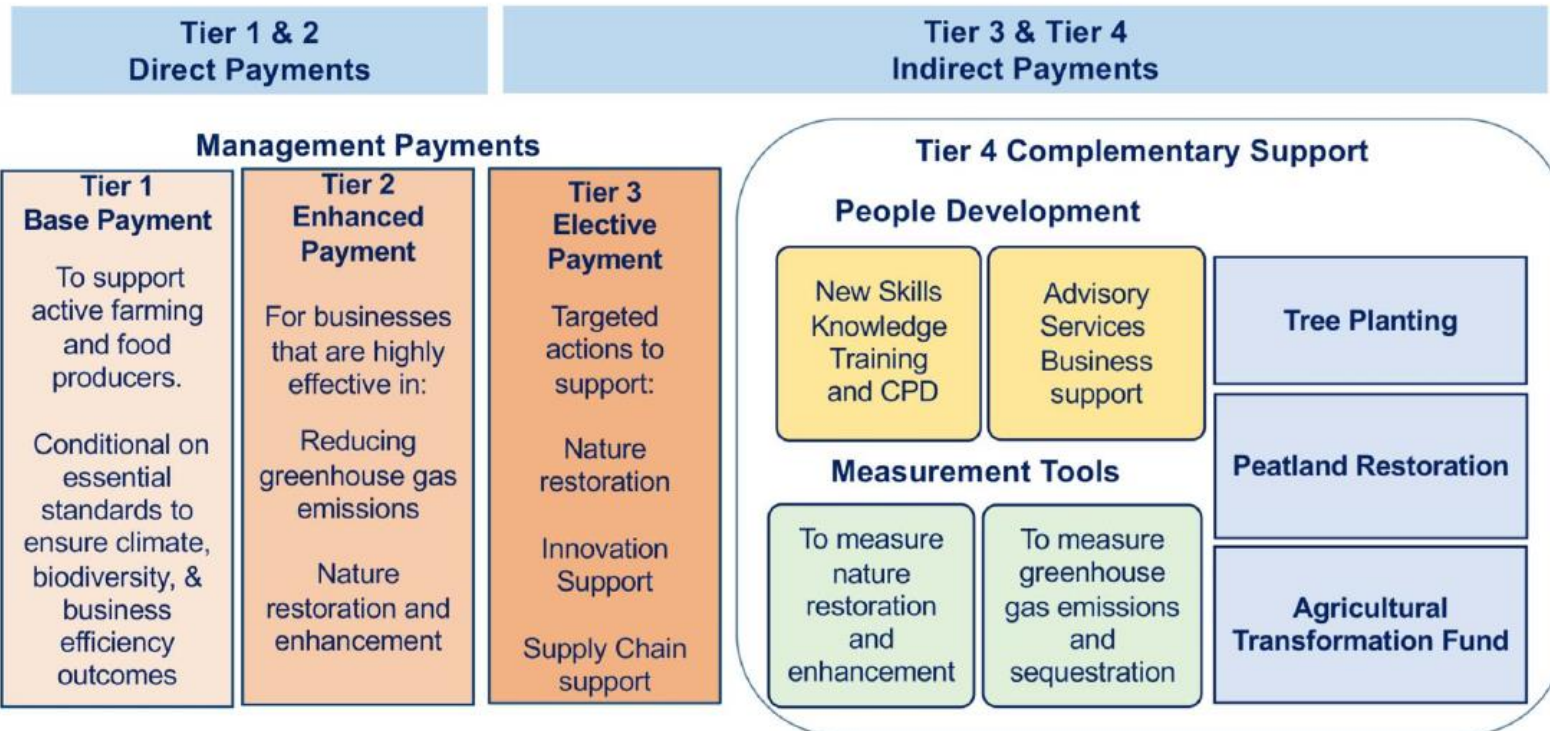 Tier 1 & 2
Direct Payments
Tier 3 & Tier 4
Indirect Payments
Management Payments
Tier 1
Base Payment
To support
active farming
and food
producers.
Conditional on
essential
standards to
ensure climate,
biodiversity, &
business
efficiency
outcomes
Tier 2
Enhanced
Payment
For businesses
that are highly
effective in:
Reducing
greenhouse gas
emissions
Nature
restoration and
enhancement
Tier 3
Elective
Payment
Targeted
actions to
support:
Nature
restoration
Innovation
Support
Supply Chain
support
Tier 4 Complementary Support
People Development
New Skills
Knowledge
Training
and CPD
Advisory
Services
Business
support
Measurement Tools
To measure
nature
restoration
and
enhancement
To measure
greenhouse
gas emissions
and
sequestration
Tree Planting
Peatland Restoration
Agricultural
Transformation Fund